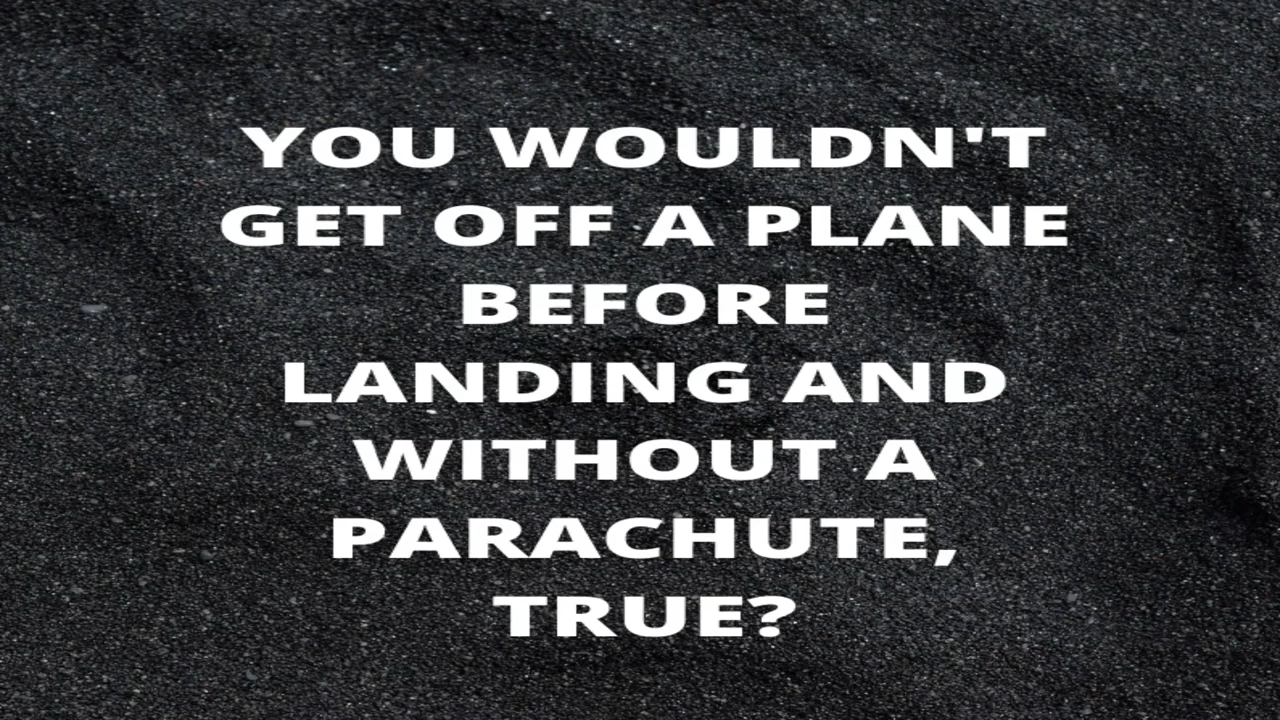 YOU WOULDN'T
GET OFF A PLANE
BEFORE
LANDING AND
WITHOUT A
PARACHUTE,
TRUE?